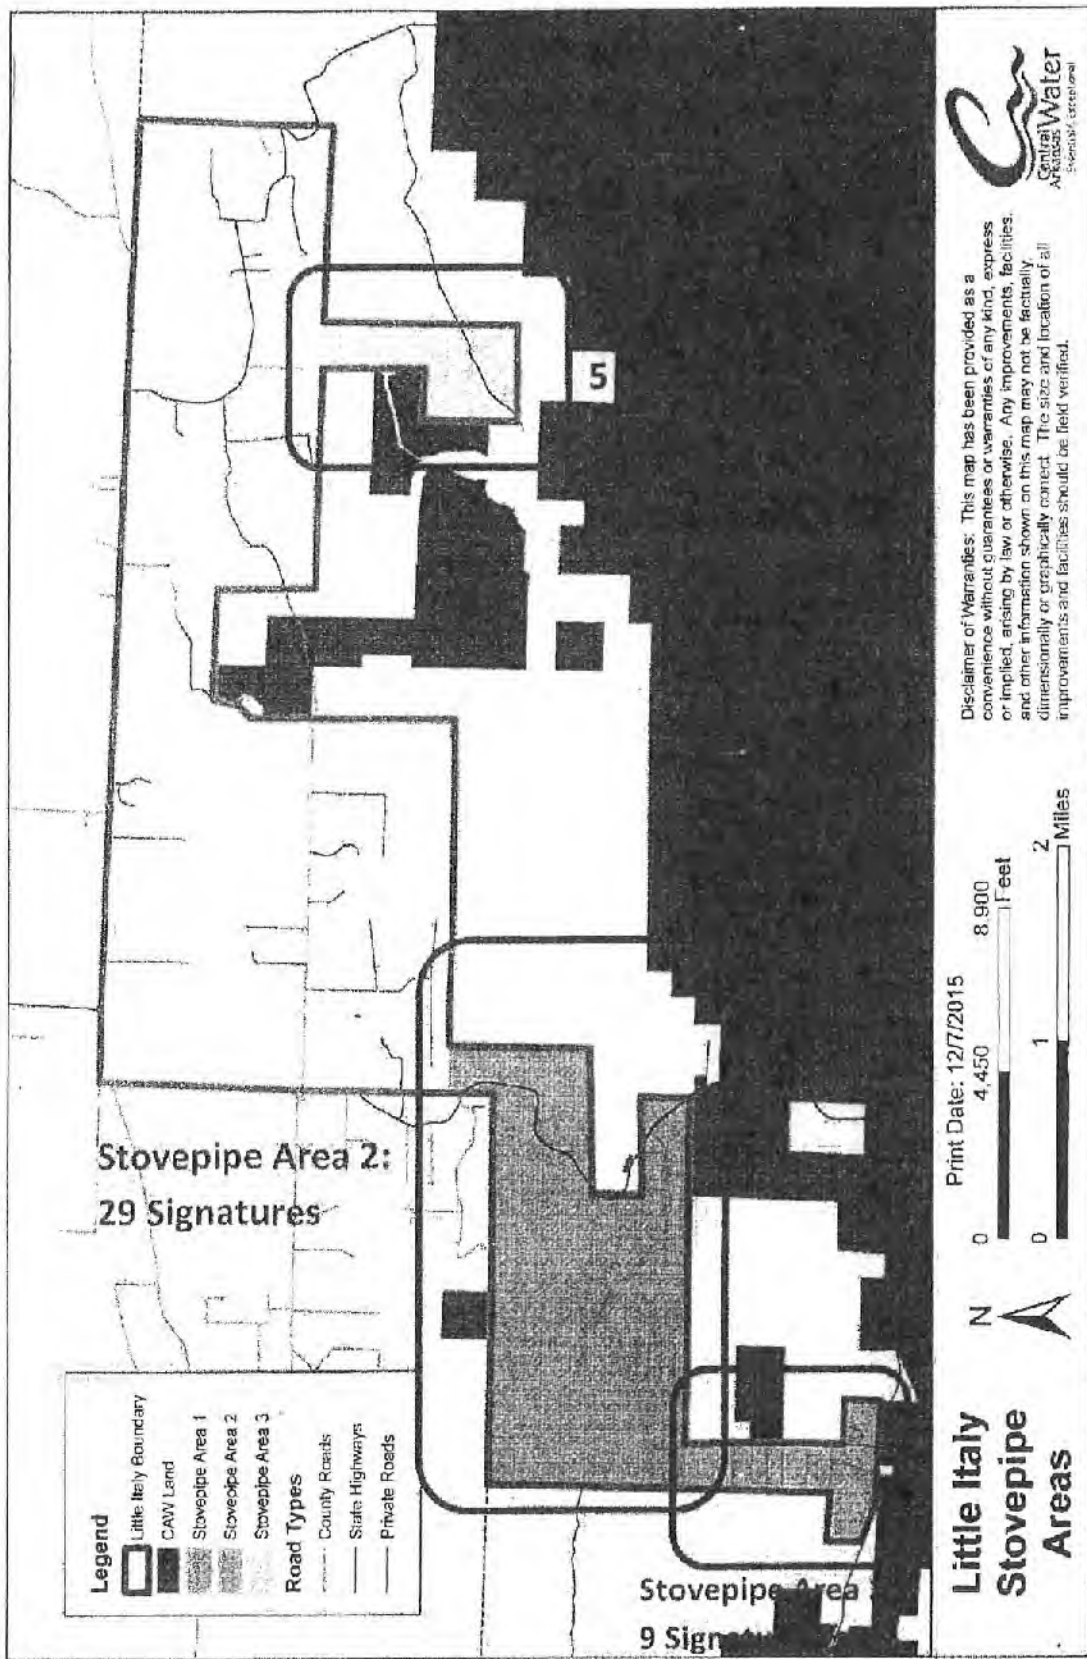 Stovepipe Area 2:
29 Signatures
Legend
Little Italy Boundary
CAW Land
Stovepipe Area 1
Stovepipe Area 2
Stovepipe Area 3
Road Types
County Roads
State Highways
Private Roads
5
Stovepipe Area
9 Signatu
Little Italy
Stovepipe
Areas
N
Print Date: 12/7/2015
0 4,450 8,900
Feet
0 1 2
Miles
Disclaimer of Warranties: This map has been provided as a
convenience without guarantees or warranties of any kind, express
or implied, arising by law or otherwise. Any improvements, facilities,
and other information shown on this map may not be factually,
dimensionally or graphically correct. The size and location of all
improvements and facilities should be field verified.
Central
Arkansas Water
Essential & Exceptional